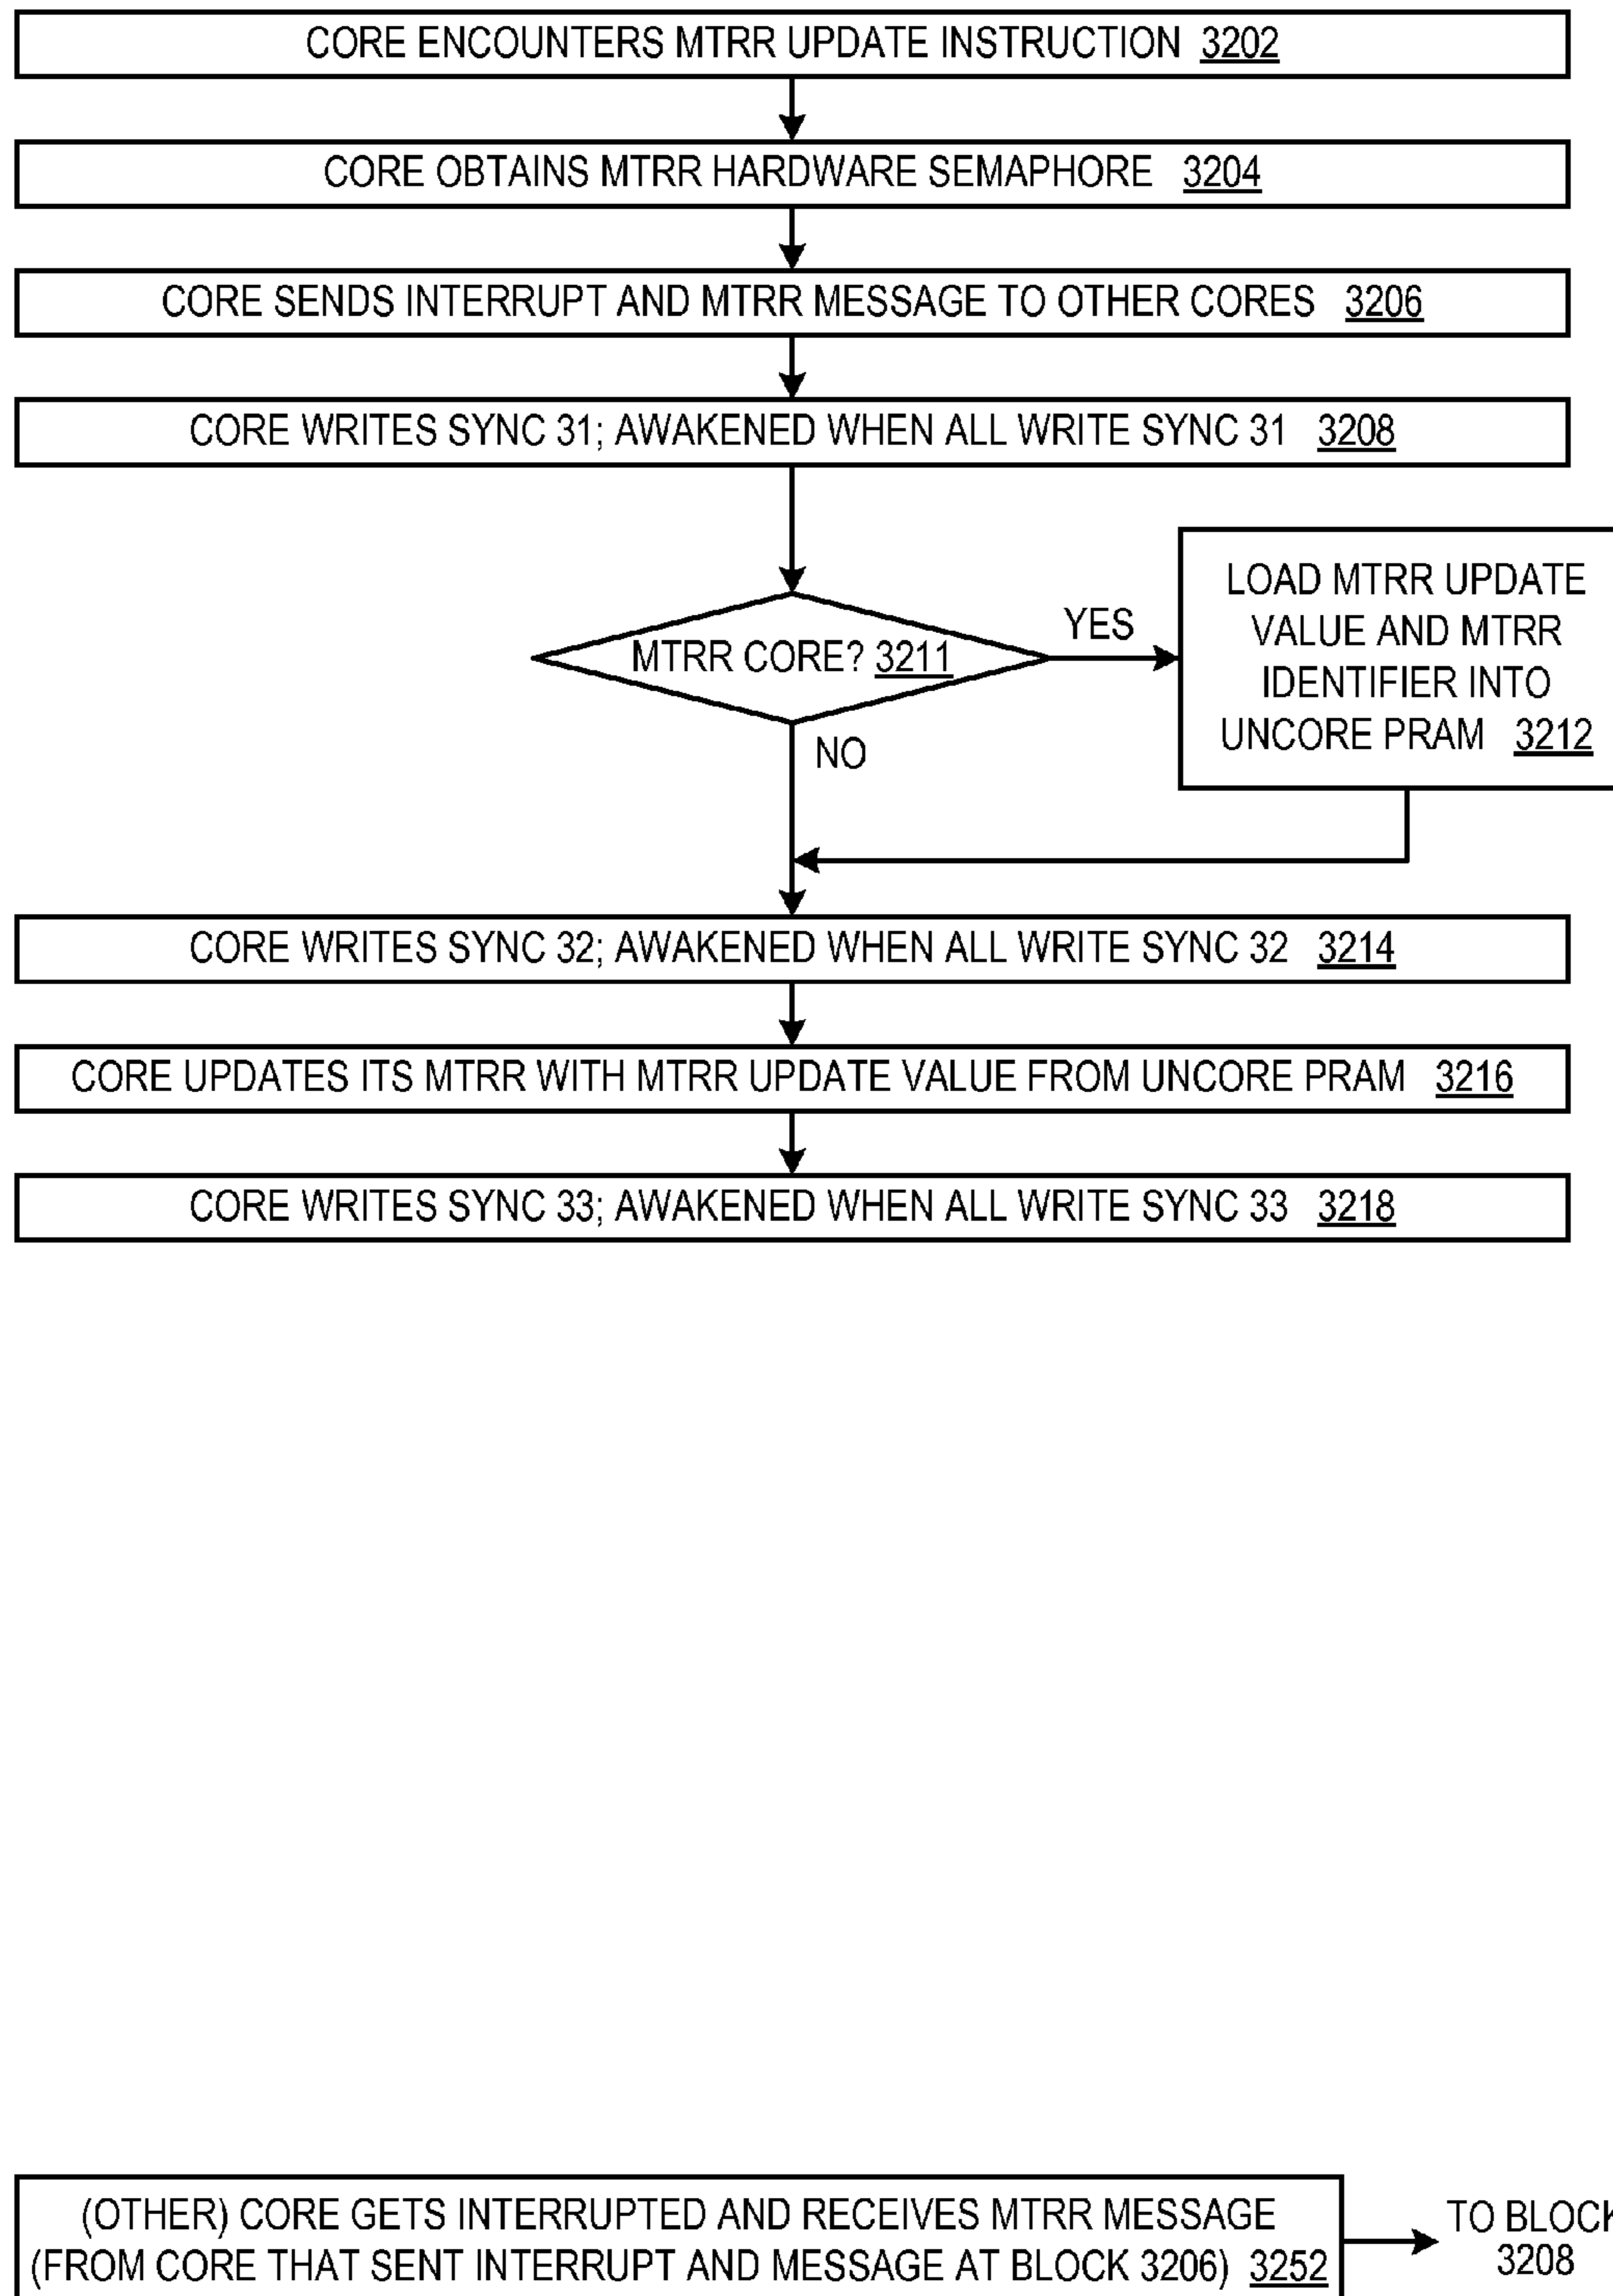 CORE ENCOUNTERS MTRR UPDATE INSTRUCTION 3202
CORE OBTAINS MTRR HARDWARE SEMAPHORE 3204
CORE SENDS INTERRUPT AND MTRR MESSAGE TO OTHER CORES 3206
CORE WRITES SYNC 31; AWAKENED WHEN ALL WRITE SYNC 31 3208
MTRR CORE? 3211
YES
LOAD MTRR UPDATE
VALUE AND MTRR
IDENTIFIER INTO
UNCORE PRAM 3212
NO
CORE WRITES SYNC 32; AWAKENED WHEN ALL WRITE SYNC 32 3214
CORE UPDATES ITS MTRR WITH MTRR UPDATE VALUE FROM UNCORE PRAM 3216
CORE WRITES SYNC 33; AWAKENED WHEN ALL WRITE SYNC 33 3218
(OTHER) CORE GETS INTERRUPTED AND RECEIVES MTRR MESSAGE
(FROM CORE THAT SENT INTERRUPT AND MESSAGE AT BLOCK 3206) 3252
TO BLOCK
3208